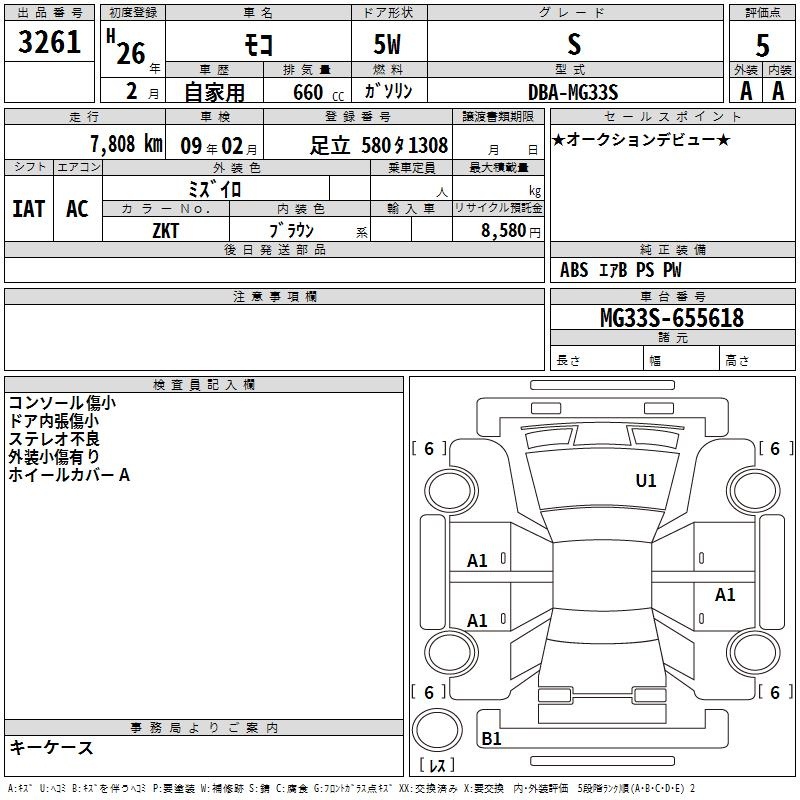 出品番号 初度登録 車名 ドア形状 グレード 評価点
3261 H26年 ﾓｺ 5W S 5
車歴 排気量 燃料 型式 外装 内装
2月 自家用 660 CC ｶﾞｿﾘﾝ DBA-MG33S A A
走行 車検 登録番号 譲渡書類期限 セールスポイント
7,808 km 09年02月 足立 580ﾀ1308 月 日 ★オークションデビュー★
シフト エアコン 外装色 乗車定員 最大積載量
IAT AC ﾐｽﾞｲﾛ 人 kg
カラーNo. 内装色 輸入車 リサイクル預託金
ZKT ﾌﾞﾗｳﾝ 系 8,580円
後日発送部品 純正装備
ABS ｴｱB PS PW
注意事項欄 車台番号
MG33S-655618
諸元
長さ 幅 高さ
検査員記入欄
コンソール傷小
ドア内張傷小
ステレオ不良
外装小傷有り
ホイールカバーA
[ 6 ] [ 6 ]
U1
A1
A1
A1
[ 6 ] [ 6 ]
B1
[ ﾚｽ ]
事務局よりご案内
キーケース
A:ｷｽﾞ U:ﾍｺﾐ B:ｷｽﾞを伴うﾍｺﾐ P:要塗装 W:補修跡 S:錆 C:腐食 G:ﾌﾛﾝﾄｶﾞﾗｽ点ｷｽﾞ XX:交換済み X:要交換 内・外装評価 5段階ﾗﾝｸ順(A・B・C・D・E) 2